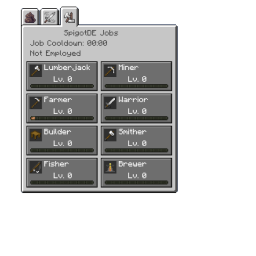 SpigotDE Jobs
Job Cooldown: 00:00
Not Employed
Lumberjack
Lv. 0
Miner
Lv. 0
Farmer
Lv. 0
Warrior
Lv. 0
Builder
Lv. 0
Smither
Lv. 0
Fisher
Lv. 0
Brewer
Lv. 0